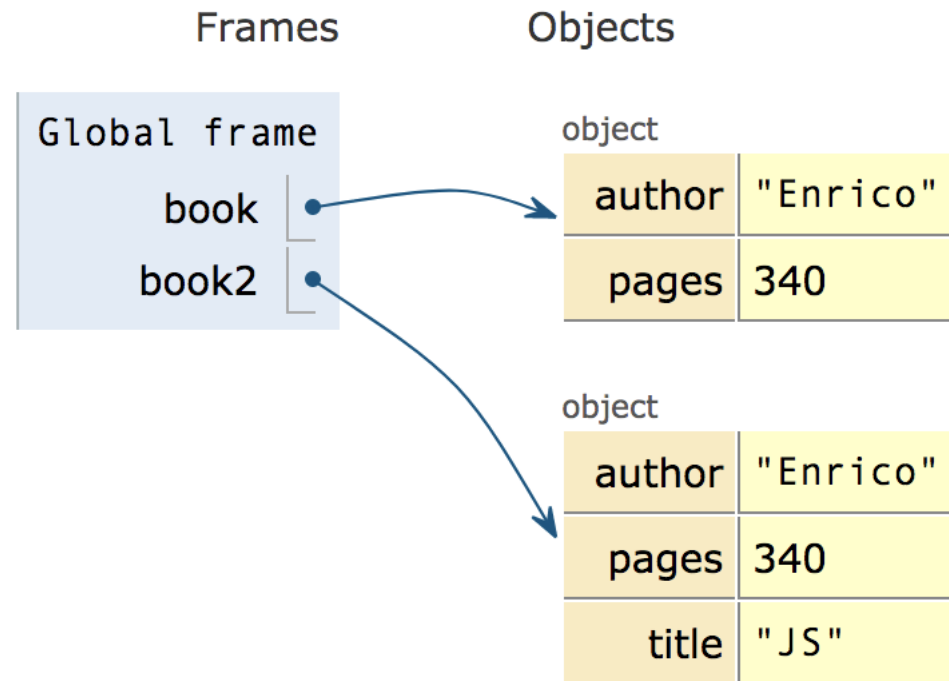 Frames Objects
Global frame
book
book2
object
author "Enrico"
pages 340
object
author "Enrico"
pages 340
title "JS"